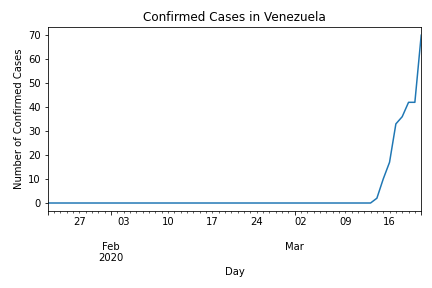 Confirmed Cases in Venezuela
Number of Confirmed Cases
70
60
50
40
30
20
10
0
27 03 10 17 24 02 09 16
Feb Mar
2020
Day